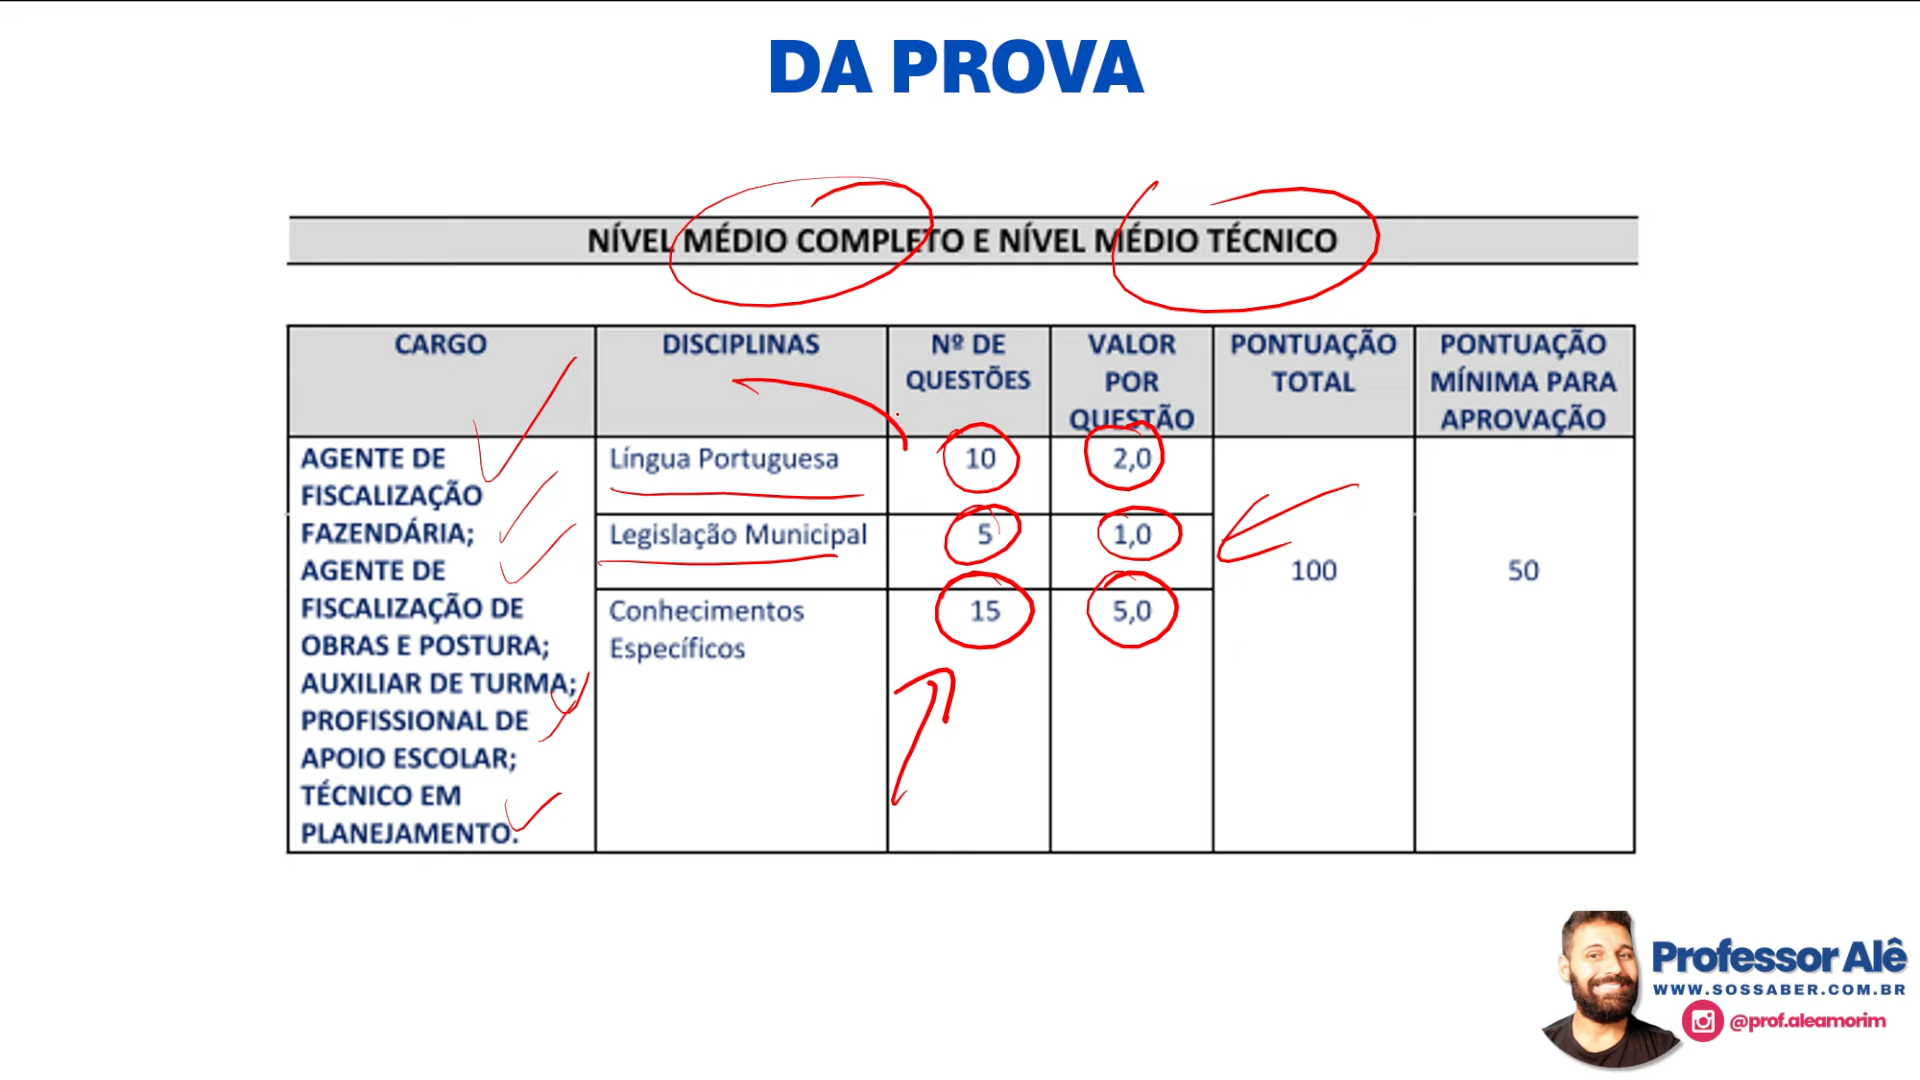 DA PROVA
NÍVEL MÉDIO COMPLETO E NÍVEL MÉDIO TÉCNICO
CARGO
DISCIPLINAS
Nº DE
QUESTÕES
VALOR
POR
QUESTÃO
PONTUAÇÃO
TOTAL
PONTUAÇÃO
MÍNIMA PARA
APROVAÇÃO
AGENTE DE
FISCALIZAÇÃO
FAZENDÁRIA;
AGENTE DE
FISCALIZAÇÃO DE
OBRAS E POSTURA;
AUXILIAR DE TURMA;
PROFISSIONAL DE
APOIO ESCOLAR;
TÉCNICO EM
PLANEJAMENTO.
Língua Portuguesa
10
2,0
Legislação Municipal
5
1,0
Conhecimentos
Específicos
15
5,0
100
50
Professor Alê
WWW.SOSSABER.COM.BR
@prof.aleamorim